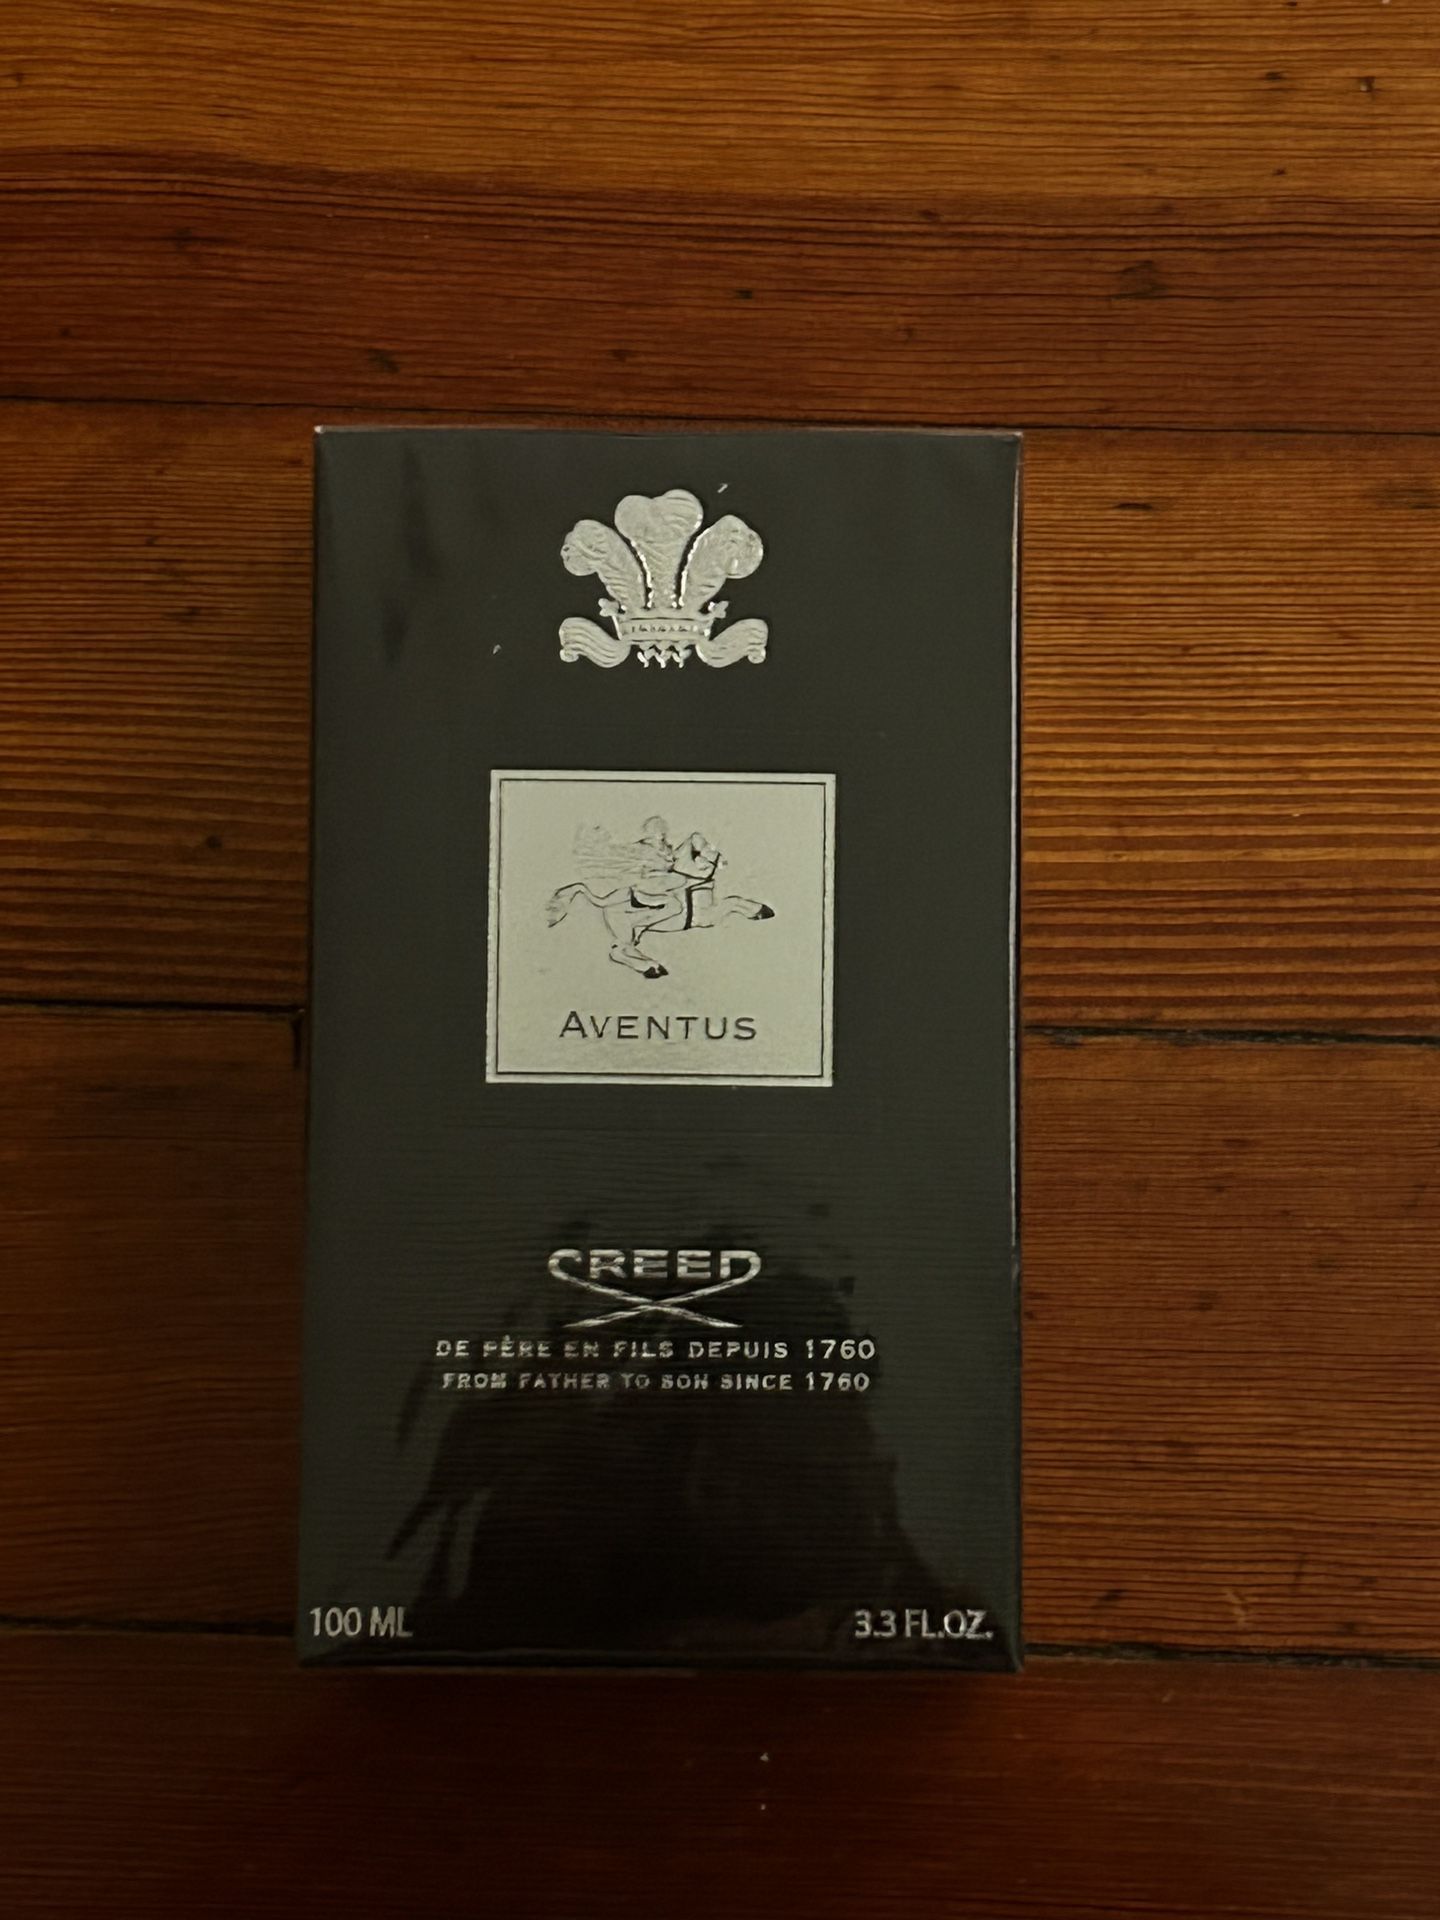 AVENTUS
CREED
DE PÈRE EN FILS DEPUIS 1760
FROM FATHER TO SON SINCE 1760
100 ML
3.3 FL.OZ.